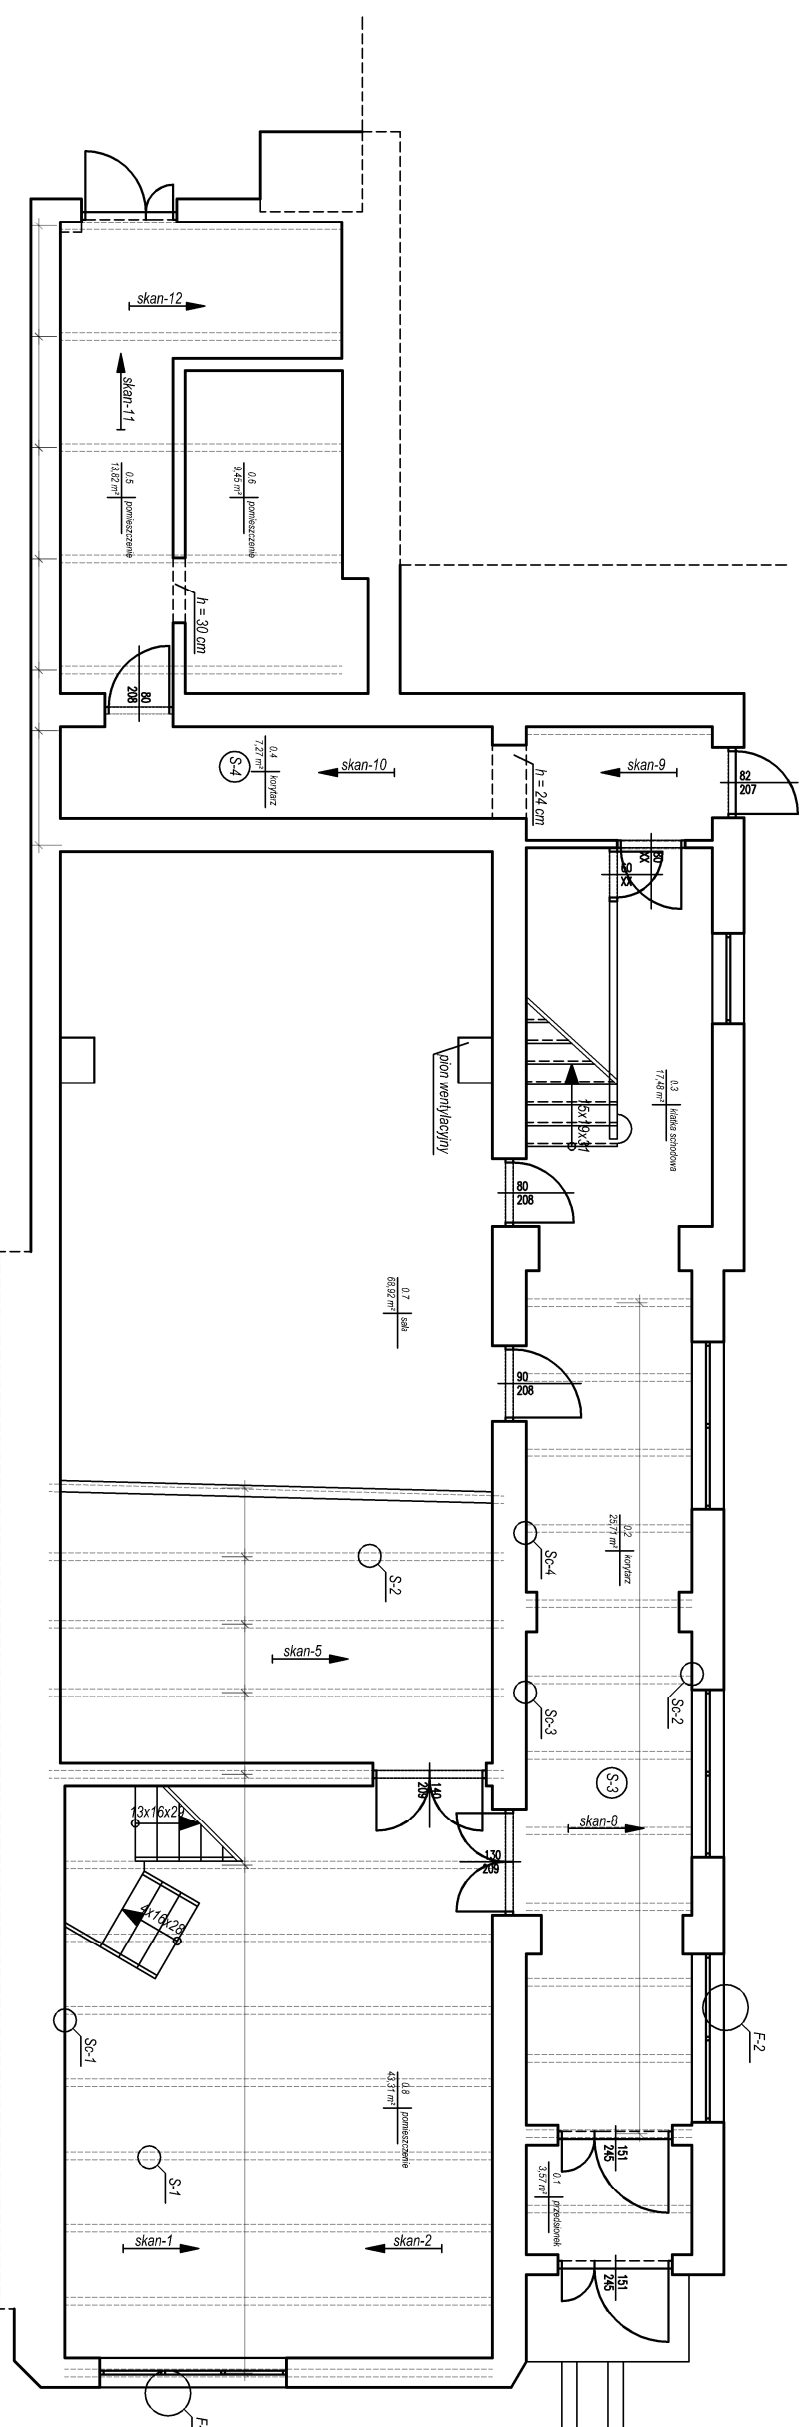 skan-12
skan-11
0.5
pomieszczenie
13,82 m²
0.6
pomieszczenie
9,45 m²
h = 30 cm
80
208
S-4
0.4
korytarz
7,27 m²
skan-10
h = 24 cm
skan-9
82
207
80
XX
60
XX
15x19x31
0.3
klatka schodowa
17,48 m²
pion wentylacyjny
80
208
0.7
sala
68,92 m²
90
208
Sc-4
0.2
korytarz
25,71 m²
S-2
skan-5
Sc-3
Sc-2
S-3
skan-8
140
209
130
209
13x16x29
4x16x28
Sc-1
F-2
0.8
pomieszczenie
43,31 m²
S-1
151
245
0.1
przedsionek
3,57 m²
skan-1
skan-2
151
245